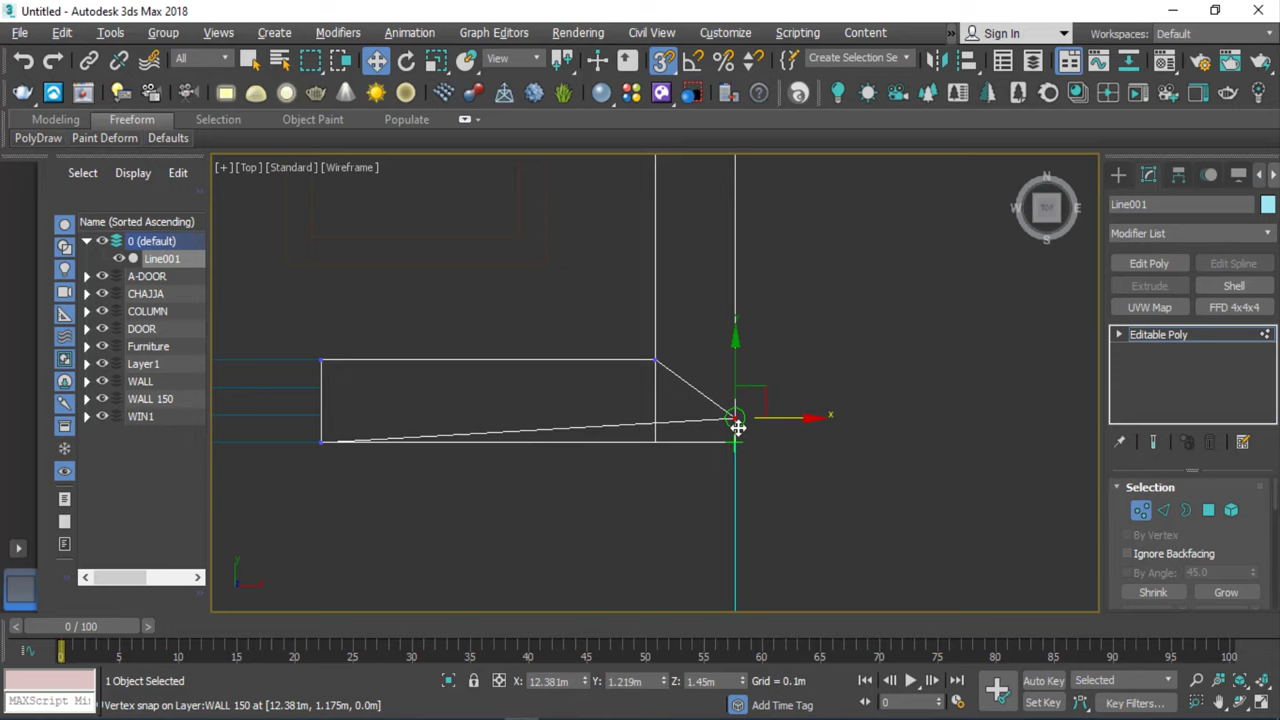 Untitled - Autodesk 3ds Max 2018
File Edit Tools Group Views Create Modifiers Animation Graph Editors Rendering Civil View Customize Scripting Content » Sign In Workspaces: Default
All View Create Selection Se
Modeling Freeform Selection Object Paint Populate
PolyDraw Paint Deform Defaults
Select Display Edit
[+] [Top] [Standard] [Wireframe]
N
W TOP E
S
Line001
Name (Sorted Ascending)
Modifier List
0 (default)
Line001
Edit Poly Edit Spline
A-DOOR
Extrude Shell
CHAJJA
UVW Map FFD 4x4x4
COLUMN
DOOR
Editable Poly
Furniture
Layer1
WALL
WALL 150
WIN1
y
x
Selection
By Vertex
Ignore Backfacing
By Angle: 45.0
Shrink Grow
y
0 / 100
0 5 10 15 20 25 30 35 40 45 50 55 60 65 70 75 80 85 90 95 100
1 Object Selected X: 12.381m Y: 1.219m Z: 1.45m Grid = 0.1m Auto Key Selected
MAXScript Mi
Vertex snap on Layer:WALL 150 at [12.381m, 1.175m, 0.0m] Add Time Tag 0 Set Key Key Filters...